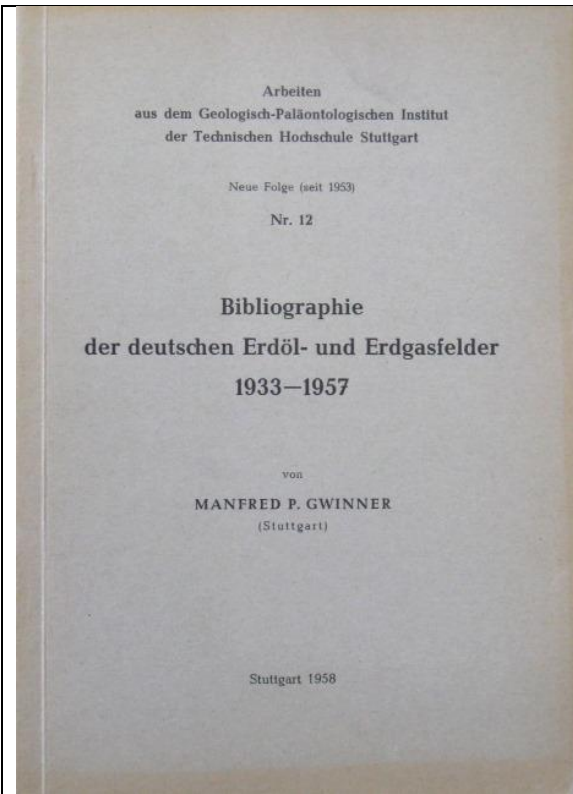 Arbeiten
aus dem Geologisch-Paläontologischen Institut
der Technischen Hochschule Stuttgart
Neue Folge (seit 1953)
Nr. 12
Bibliographie
der deutschen Erdöl- und Erdgasfelder
1933—1957
von
MANFRED P. GWINNER
(Stuttgart)
Stuttgart 1958